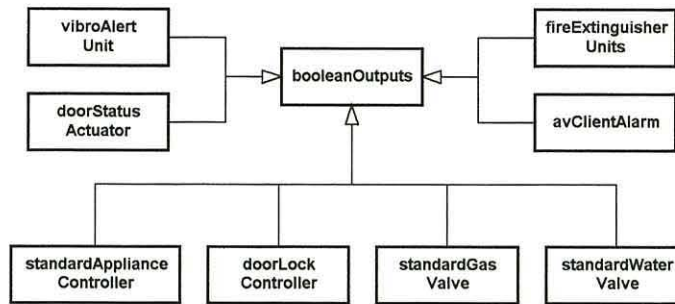 vibroAlert
Unit
fireExtinguisher
Units
booleanOutputs
doorStatus
Actuator
avClientAlarm
standardAppliance
Controller
doorLock
Controller
standardGas
Valve
standardWater
Valve